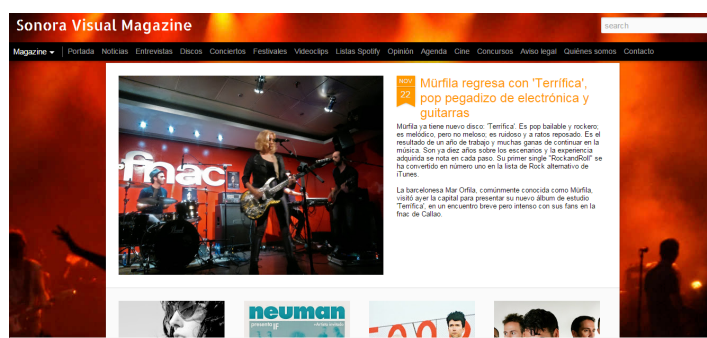 Sonora Visual Magazine
search
Magazine
Portada Noticias Entrevistas Discos Conciertos Festivales Videoclips Listas Spotify Opinión Agenda Cine Concursos Aviso legal Quiénes somos Contacto
fnac
NOV
22
Mürfila regresa con 'Terrífica',
pop pegadizo de electrónica y
guitarras
Mürfila ya tiene nuevo disco: 'Terrífica'. Es pop bailable y rockero;
es melódico, pero no meloso; es ruidoso y a ratos reposado. Es el
resultado de un año de trabajo y muchas ganas de continuar en la
música. Son ya diez años sobre los escenarios y la experiencia
adquirida se nota en cada paso. Su primer single "RockandRoll" se
ha convertido en número uno en la lista de Rock alternativo de
iTunes.
La barcelonesa Mar Orfila, comúnmente conocida como Mürfila,
visitó ayer la capital para presentar su nuevo álbum de estudio
'Terrífica', en un encuentro breve pero intenso con sus fans en la
fnac de Callao.
neuman
presenta IF